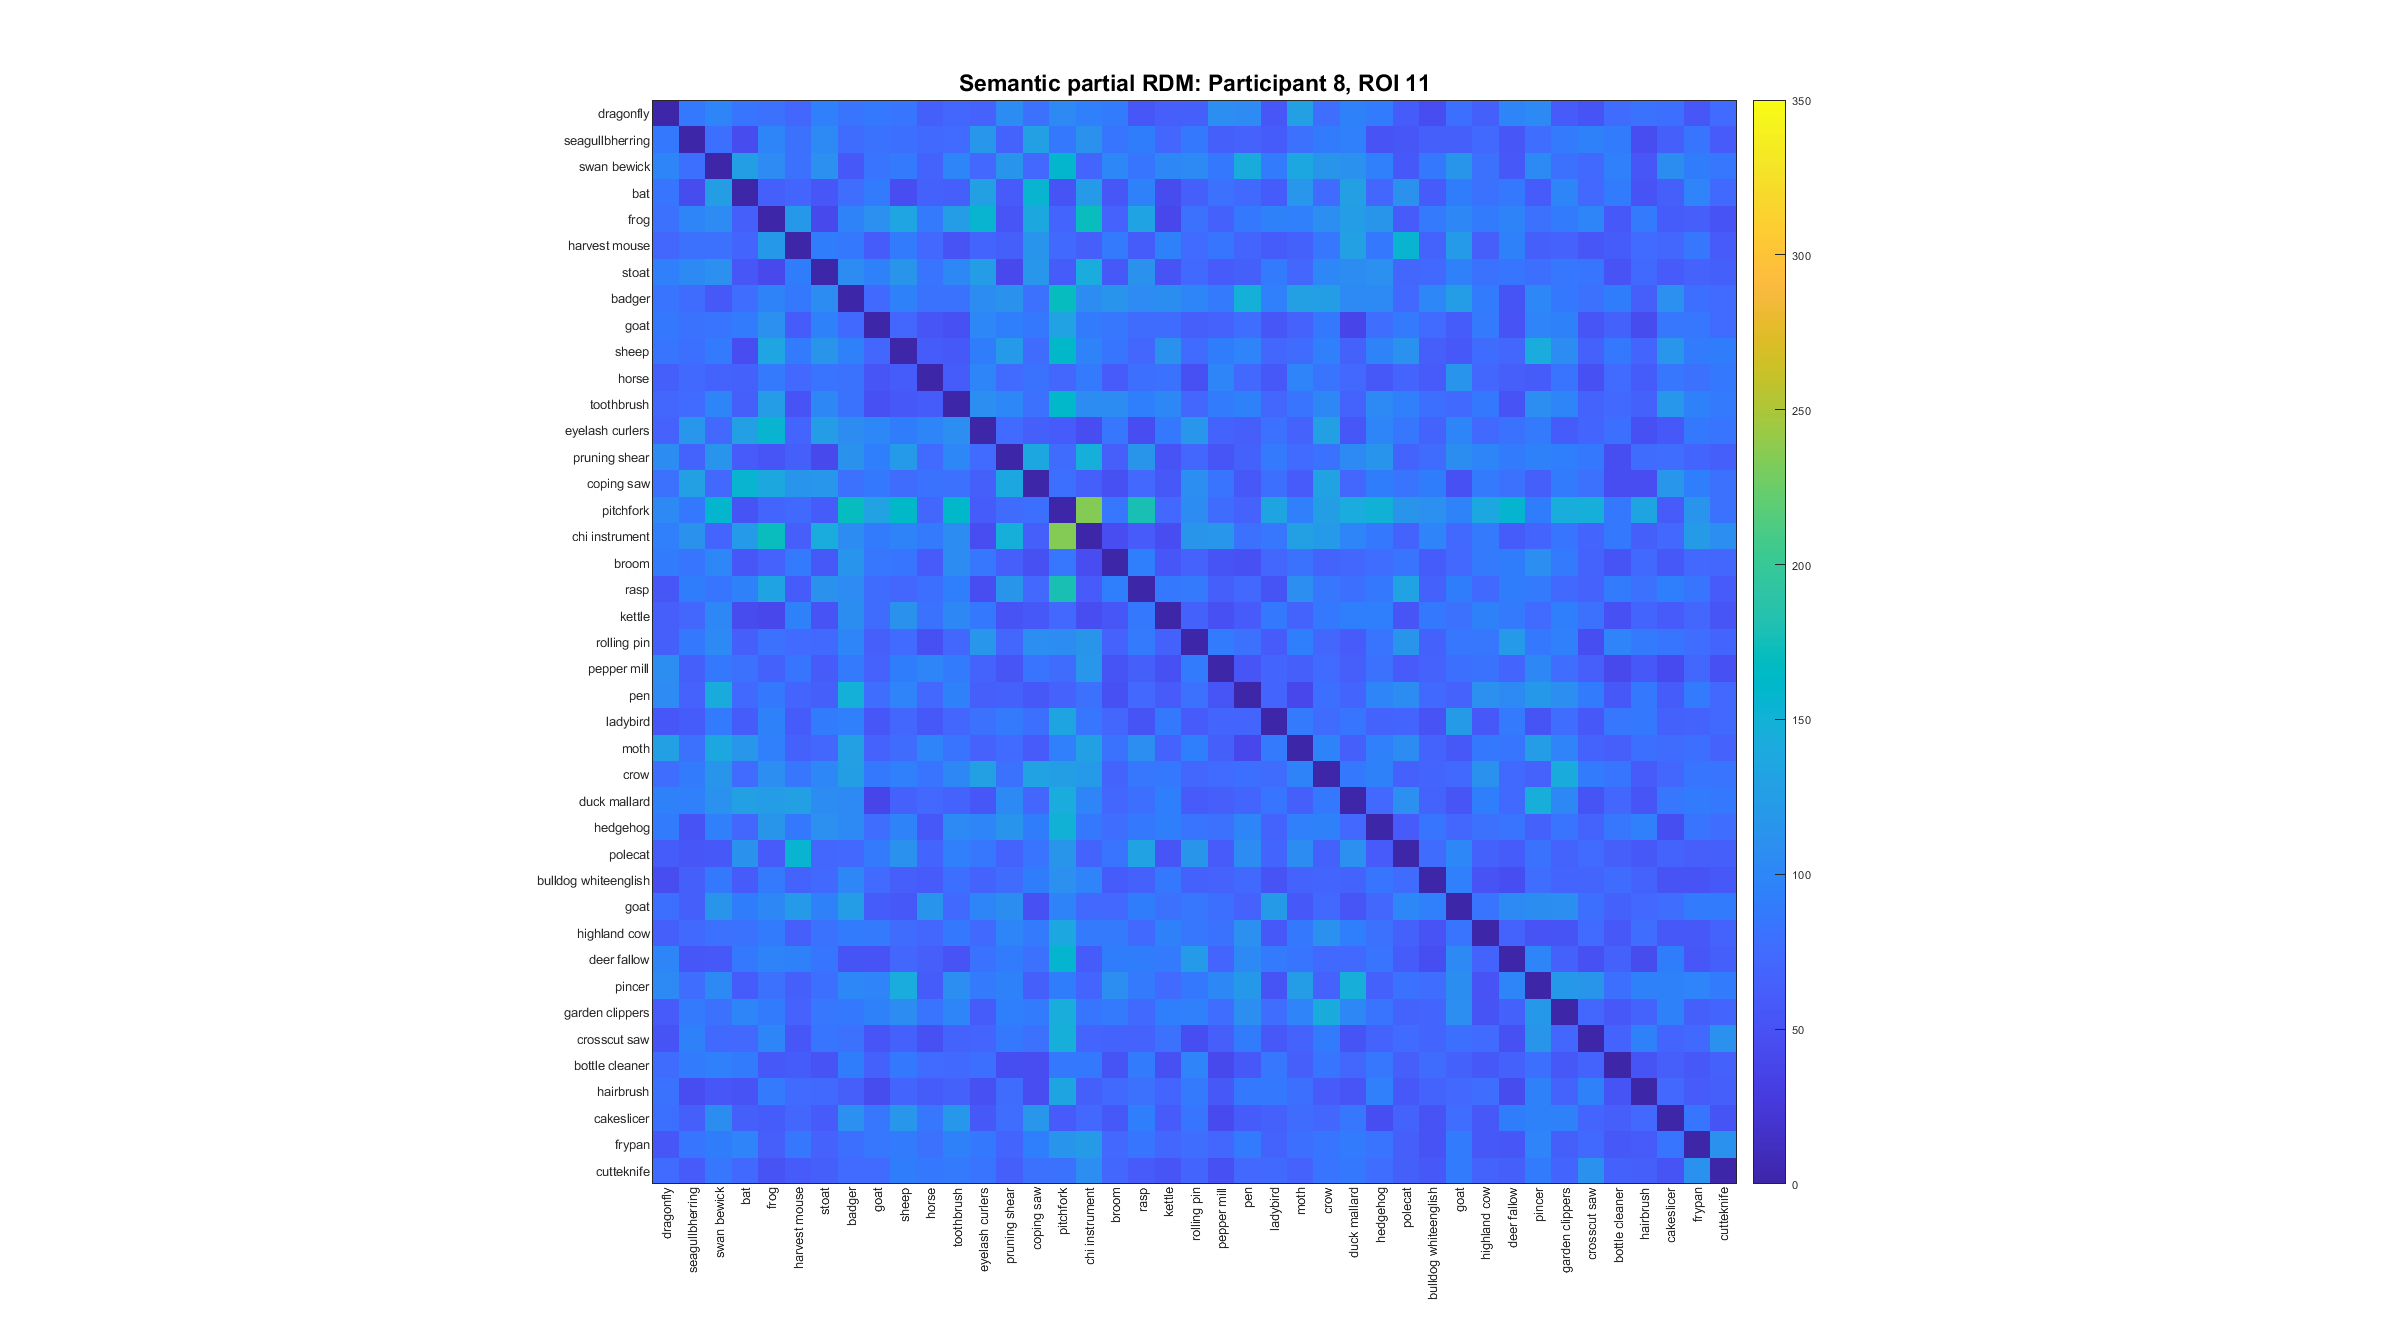 Semantic partial RDM: Participant 8, ROI 11
dragonfly
seagullbherring
swan bewick
bat
frog
harvest mouse
stoat
badger
goat
sheep
horse
toothbrush
eyelash curlers
pruning shear
coping saw
pitchfork
chi instrument
broom
rasp
kettle
rolling pin
pepper mill
pen
ladybird
moth
crow
duck mallard
hedgehog
polecat
bulldog whiteenglish
goat
highland cow
deer fallow
pincer
garden clippers
crosscut saw
bottle cleaner
hairbrush
cakeslicer
frypan
cutteknife
350
300
250
200
150
100
50
0
dragonfly
seagullbherring
swan bewick
bat
frog
harvest mouse
stoat
badger
goat
sheep
horse
toothbrush
eyelash curlers
pruning shear
coping saw
pitchfork
chi instrument
broom
rasp
kettle
rolling pin
pepper mill
pen
ladybird
moth
crow
duck mallard
hedgehog
polecat
bulldog whiteenglish
goat
highland cow
deer fallow
pincer
garden clippers
crosscut saw
bottle cleaner
hairbrush
cakeslicer
frypan
cutteknife